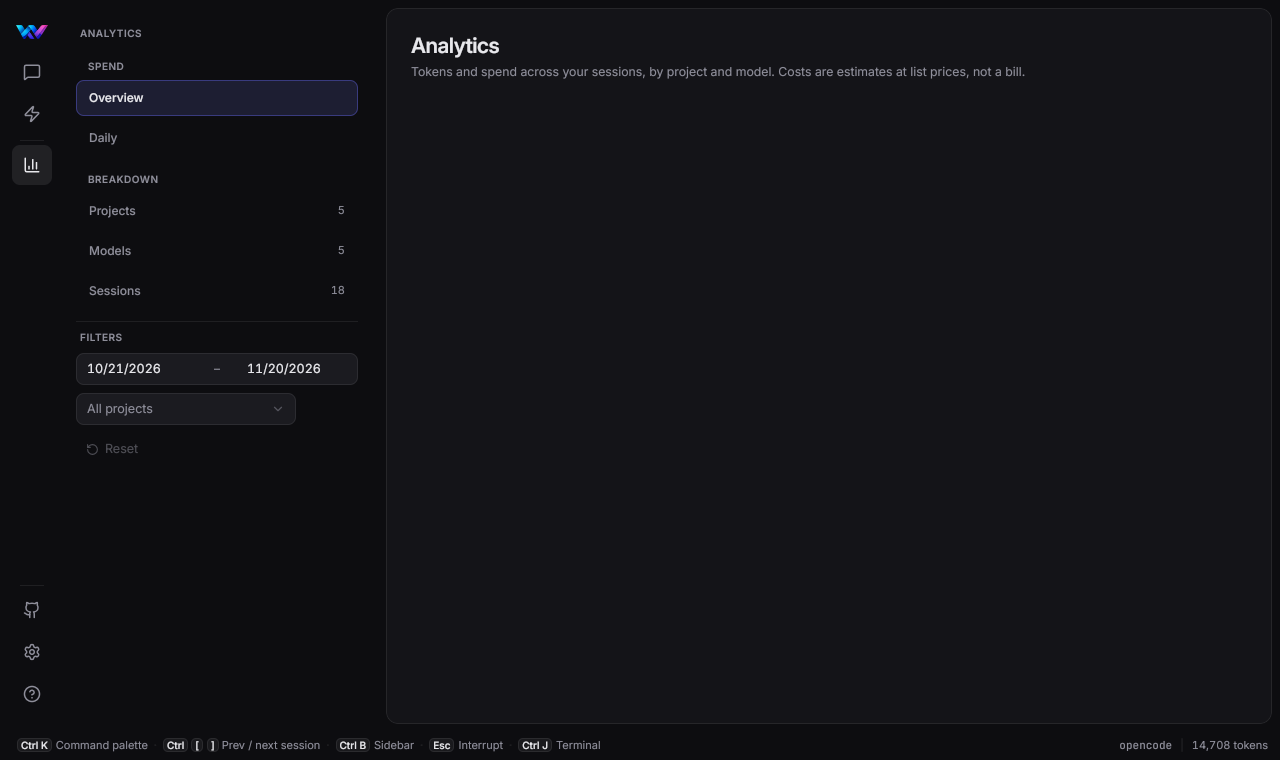 ANALYTICS
SPEND
Overview
Daily
BREAKDOWN
Projects 5
Models 5
Sessions 18
FILTERS
10/21/2026 – 11/20/2026
All projects
Reset
Analytics
Tokens and spend across your sessions, by project and model. Costs are estimates at list prices, not a bill.
Ctrl K Command palette · Ctrl [ ] Prev / next session · Ctrl B Sidebar · Esc Interrupt · Ctrl J Terminal
opencode 14,708 tokens